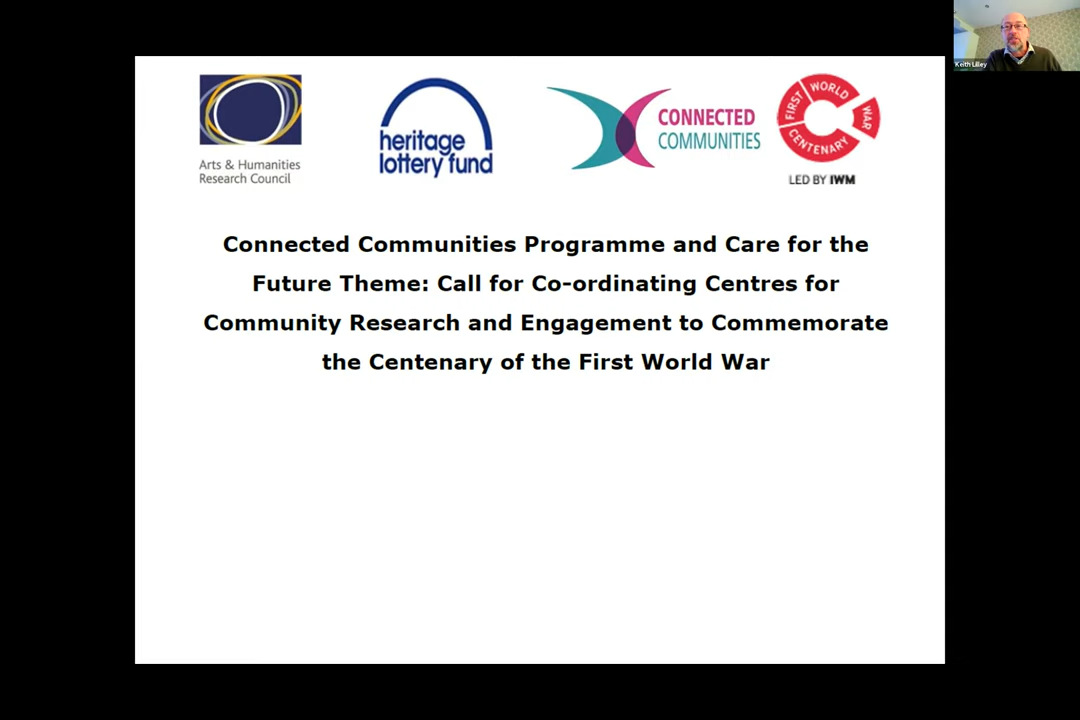 Keith Lilley
Arts & Humanities
Research Council
heritage
lottery fund
CONNECTED
COMMUNITIES
FIRST WORLD WAR CENTENARY
LED BY IWM
Connected Communities Programme and Care for the
Future Theme: Call for Co-ordinating Centres for
Community Research and Engagement to Commemorate
the Centenary of the First World War